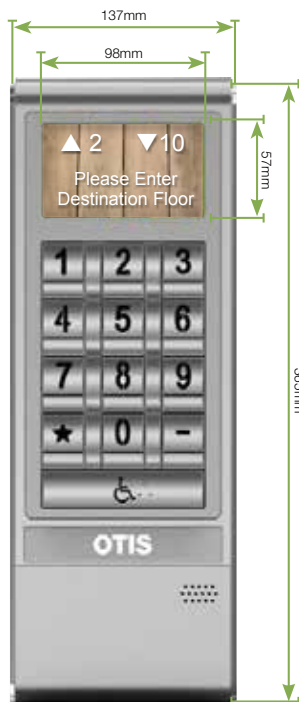 137mm
98mm
▲ 2 ▼10
57mm
Please Enter
Destination Floor
1 2 3
4 5 6
7 8 9
★ 0 -
OTIS